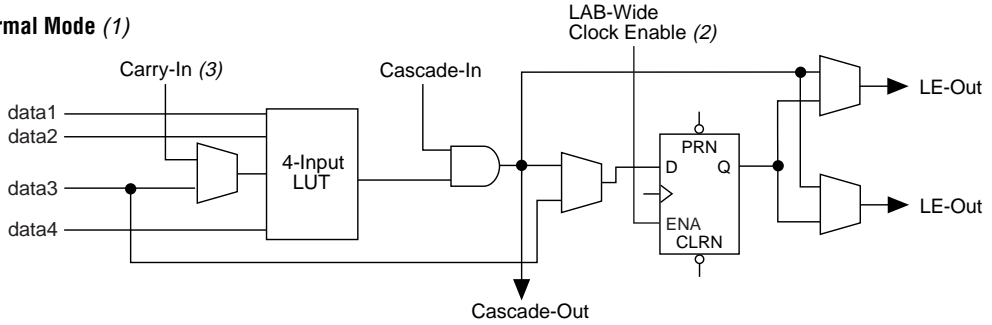 rmal Mode (1)
LAB-Wide
Clock Enable (2)
Carry-In (3)
Cascade-In
LE-Out
data1
data2
4-Input
LUT
PRN
D
Q
data3
ENA
CLRN
LE-Out
data4
Cascade-Out